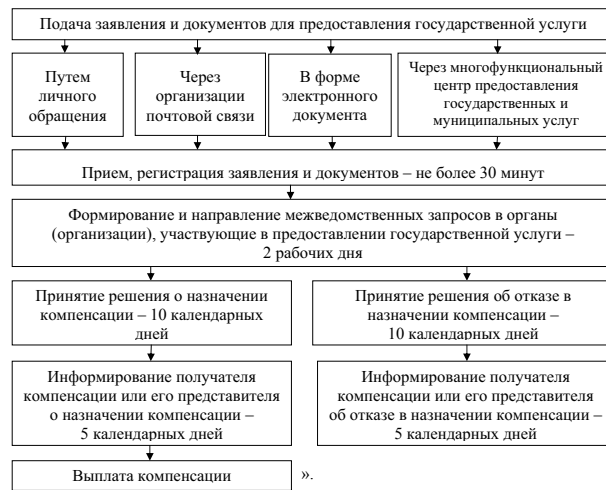 Подача заявления и документов для предоставления государственной услуги
Путем
личного
обращения
Через
организации
почтовой связи
В форме
электронного
документа
Через многофункциональный
центр предоставления
государственных и
муниципальных услуг
Прием, регистрация заявления и документов – не более 30 минут
Формирование и направление межведомственных запросов в органы
(организации), участвующие в предоставлении государственной услуги –
2 рабочих дня
Принятие решения о назначении
компенсации – 10 календарных
дней
Принятие решения об отказе в
назначении компенсации –
10 календарных дней
Информирование получателя
компенсации или его представителя
о назначении компенсации –
5 календарных дней
Информирование получателя
компенсации или его представителя
об отказе в назначении компенсации –
5 календарных дней
Выплата компенсации
».